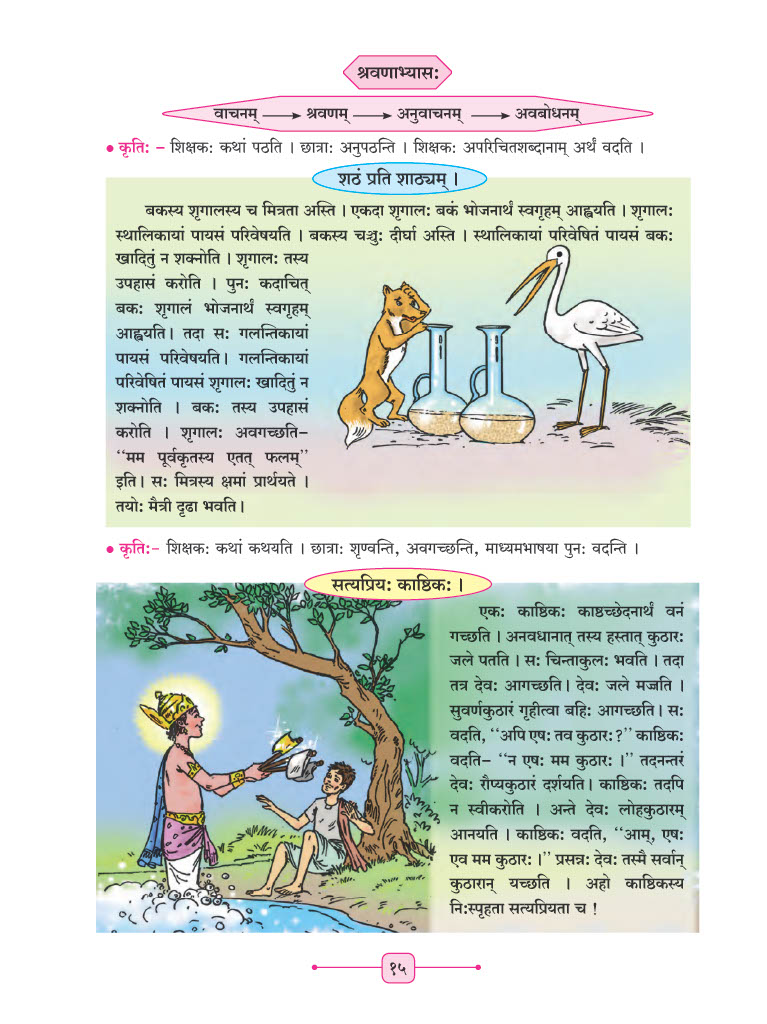 श्रवणाभ्यासः
वाचनम् ⟶ श्रवणम् ⟶ अनुवाचनम् ⟶ अवबोधनम्
• कृतिः – शिक्षकः कथां पठति । छात्राः अनुपठन्ति । शिक्षकः अपरिचितशब्दानाम् अर्थं वदति ।
शठं प्रति शाठ्यम् ।
बकस्य शृगालस्य च मित्रता अस्ति । एकदा शृगालः बकं भोजनार्थं स्वगृहम् आह्वयति । शृगालः
स्थालिकायां पायसं परिवेषयति । बकस्य चञ्चुः दीर्घा अस्ति । स्थालिकायां परिवेषितं पायसं बकः
खादितुं न शक्नोति । शृगालः तस्य
उपहासं करोति । पुनः कदाचित्
बकः शृगालं भोजनार्थं स्वगृहम्
आह्वयति। तदा सः गलन्तिकायां
पायसं परिवेषयति। गलन्तिकायां
परिवेषितं पायसं शृगालः खादितुं न
शक्नोति । बकः तस्य उपहासं
करोति । शृगालः अवगच्छति–
“मम पूर्वकृतस्य एतत् फलम्”
इति। सः मित्रस्य क्षमां प्रार्थयते ।
तयोः मैत्री दृढा भवति।
• कृतिः– शिक्षकः कथां कथयति । छात्राः शृण्वन्ति, अवगच्छन्ति, माध्यमभाषया पुनः वदन्ति ।
सत्यप्रियः काष्ठिकः ।
एकः काष्ठिकः काष्ठच्छेदनार्थं वनं
गच्छति । अनवधानात् तस्य हस्तात् कुठारः
जले पतति । सः चिन्ताकुलः भवति । तदा
तत्र देवः आगच्छति। देवः जले मज्जति ।
सुवर्णकुठारं गृहीत्वा बहिः आगच्छति। सः
वदति, “अपि एषः तव कुठारः?” काष्ठिकः
वदति– “न एषः मम कुठारः ।” तदनन्तरं
देवः रौप्यकुठारं दर्शयति। काष्ठिकः तदपि
न स्वीकरोति । अन्ते देवः लोहकुठारम्
आनयति । काष्ठिकः वदति, “आम्, एषः
एव मम कुठारः ।” प्रसन्नः देवः तस्मै सर्वान्
कुठारान् यच्छति । अहो काष्ठिकस्य
निःस्पृहता सत्यप्रियता च !
१५